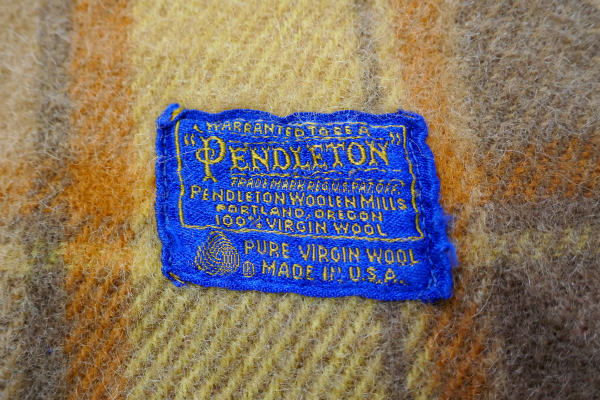 WARRANTED TO BE A
"PENDLETON"
TRADE MARK REG. U.S. PAT. OFF.
PENDLETON WOOLEN MILLS
PORTLAND, OREGON
100% VIRGIN WOOL
PURE VIRGIN WOOL
® MADE IN U.S.A.